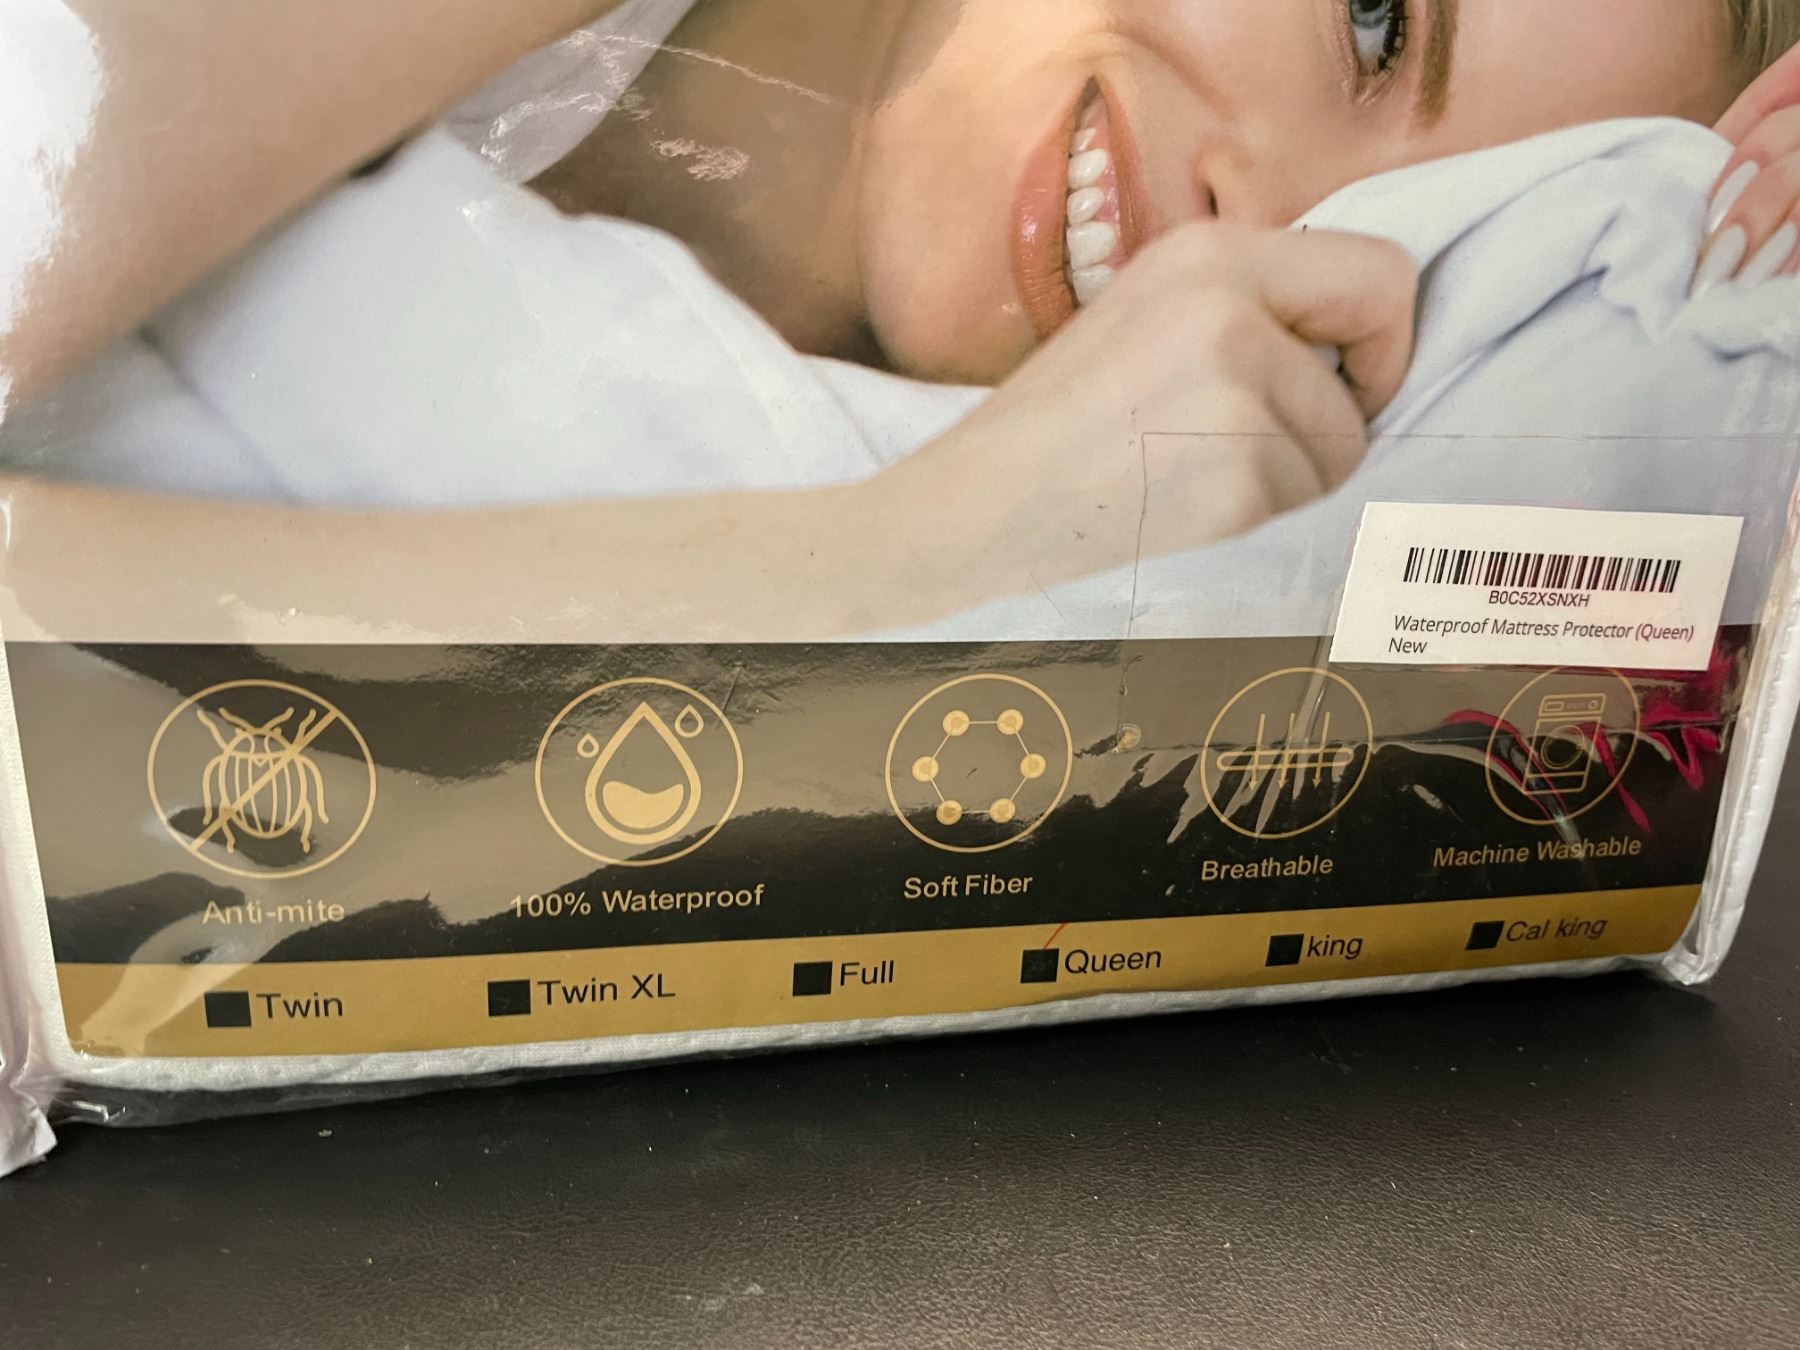 B0C52XSNXH
Waterproof Mattress Protector (Queen)
New
Anti-mite
100% Waterproof
Soft Fiber
Breathable
Machine Washable
Twin
Twin XL
Full
Queen
king
Cal king